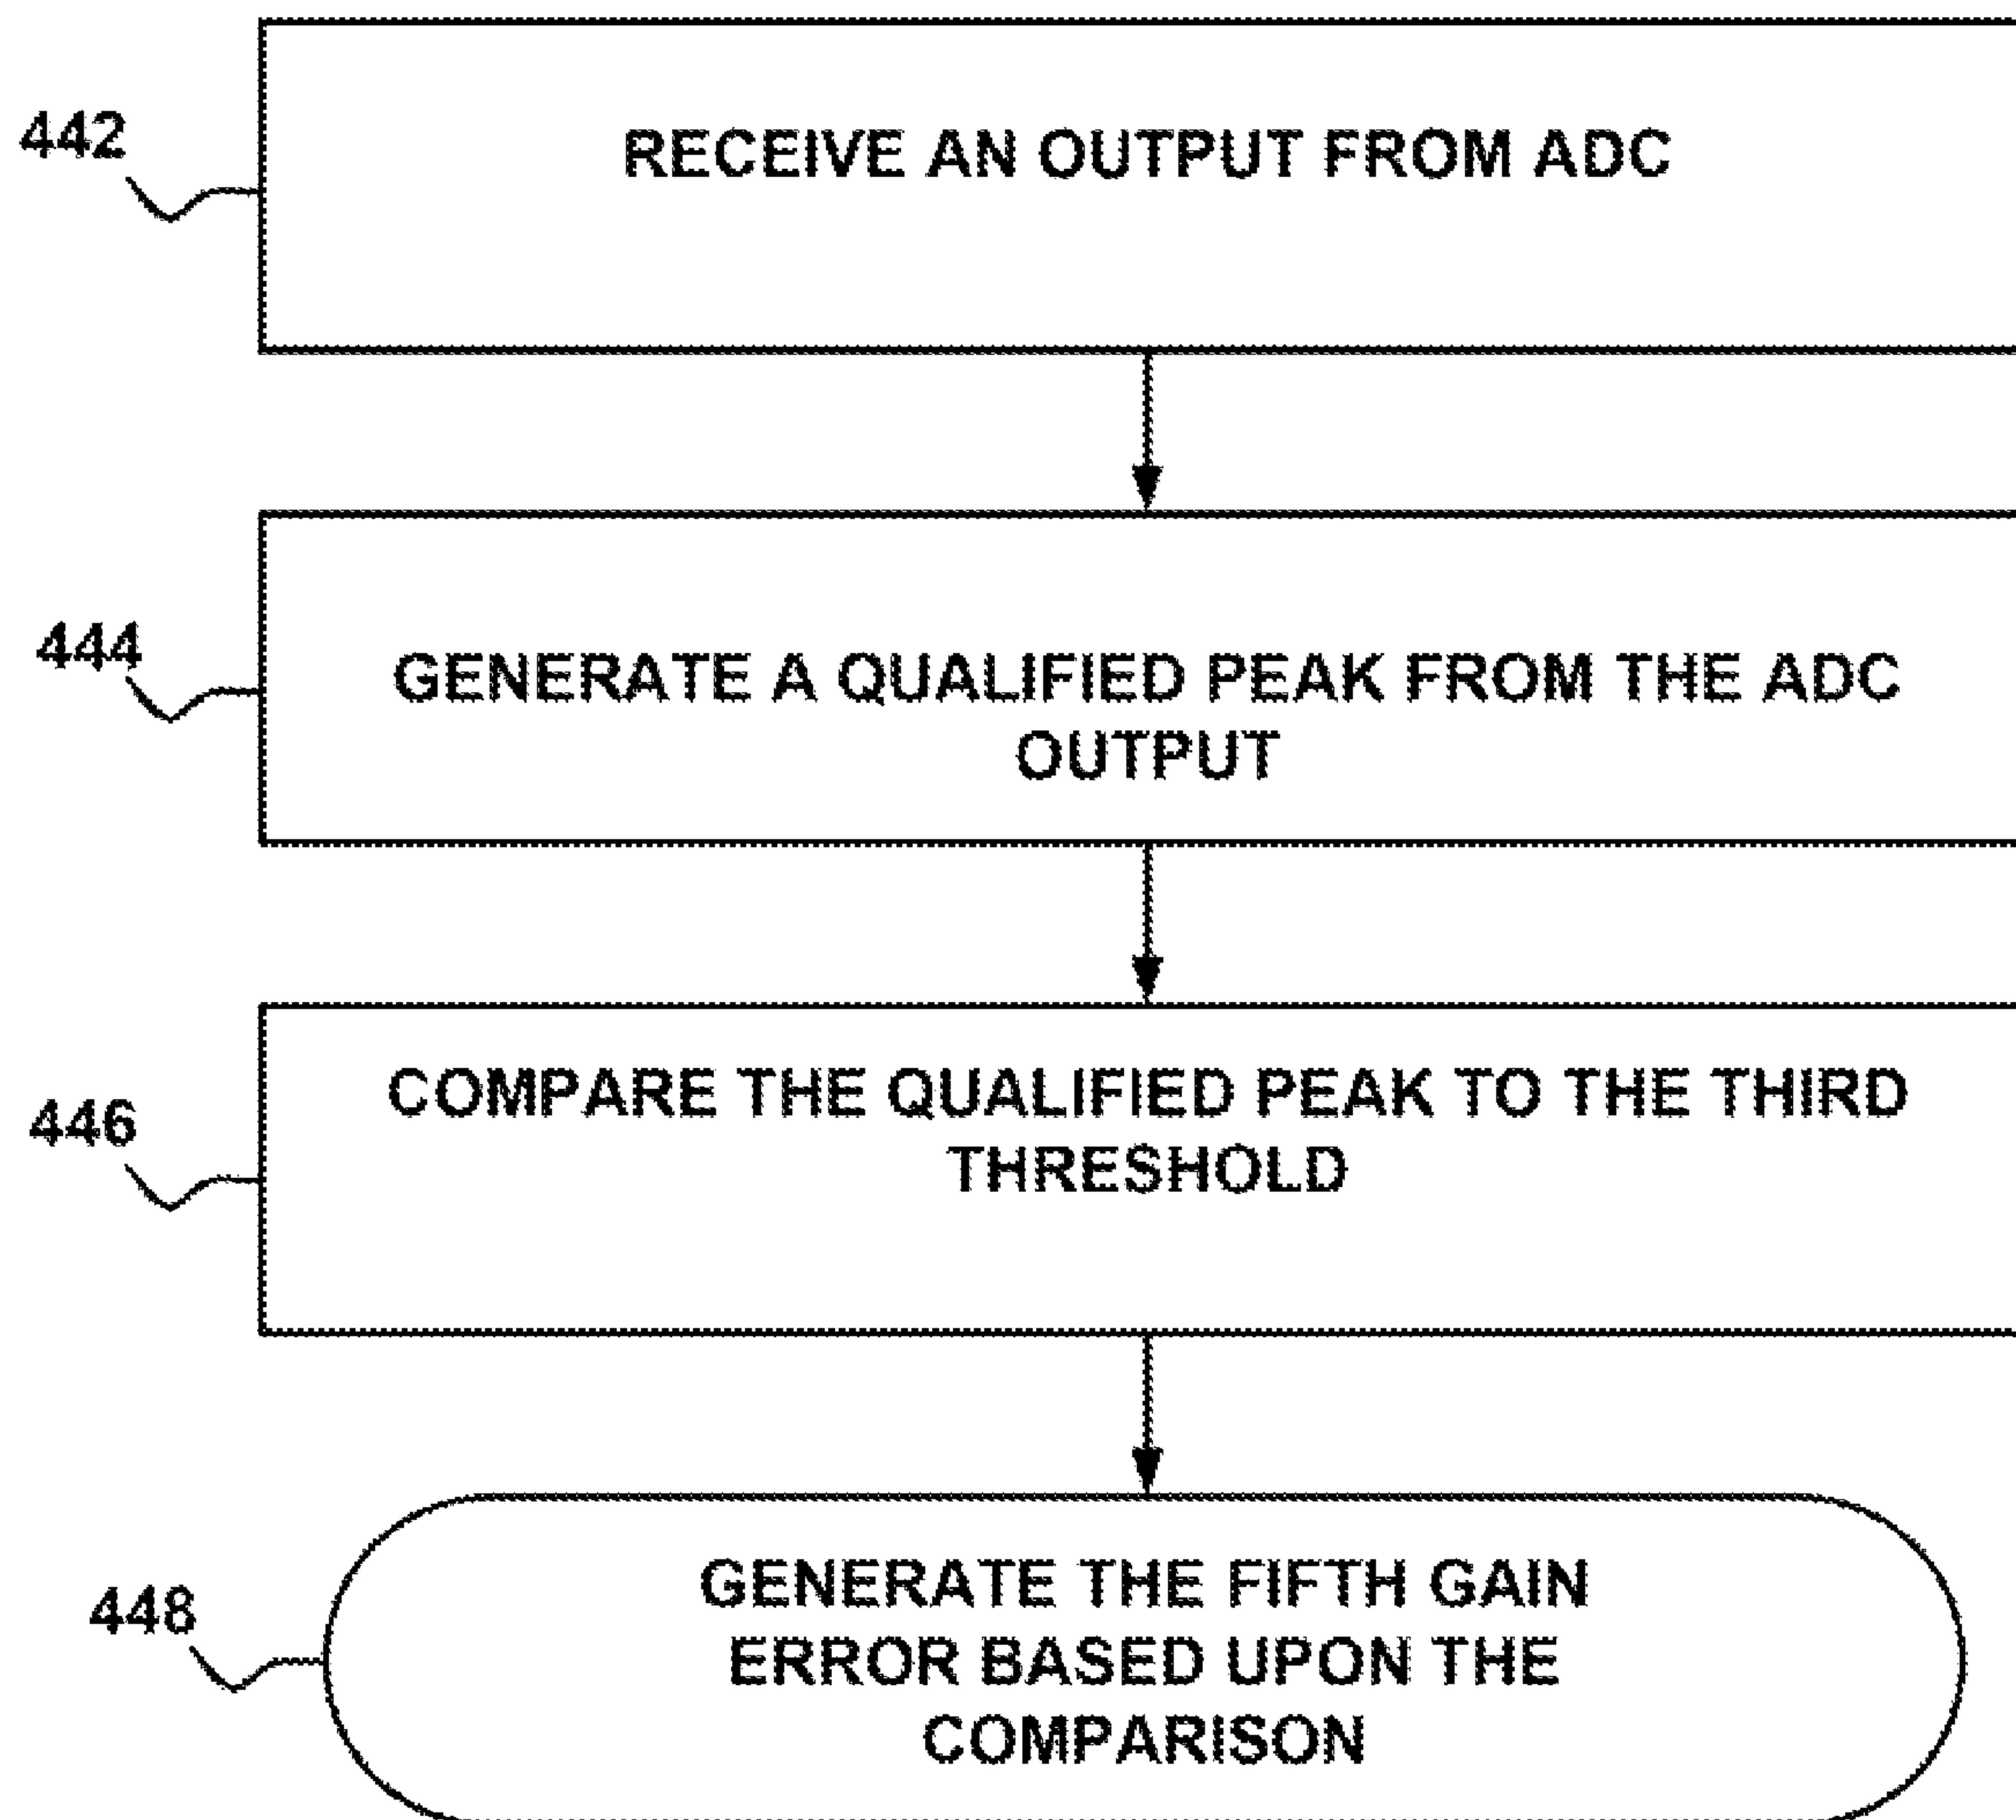 442
RECEIVE AN OUTPUT FROM ADC
444
GENERATE A QUALIFIED PEAK FROM THE ADC
OUTPUT
446
COMPARE THE QUALIFIED PEAK TO THE THIRD
THRESHOLD
448
GENERATE THE FIFTH GAIN
ERROR BASED UPON THE
COMPARISON